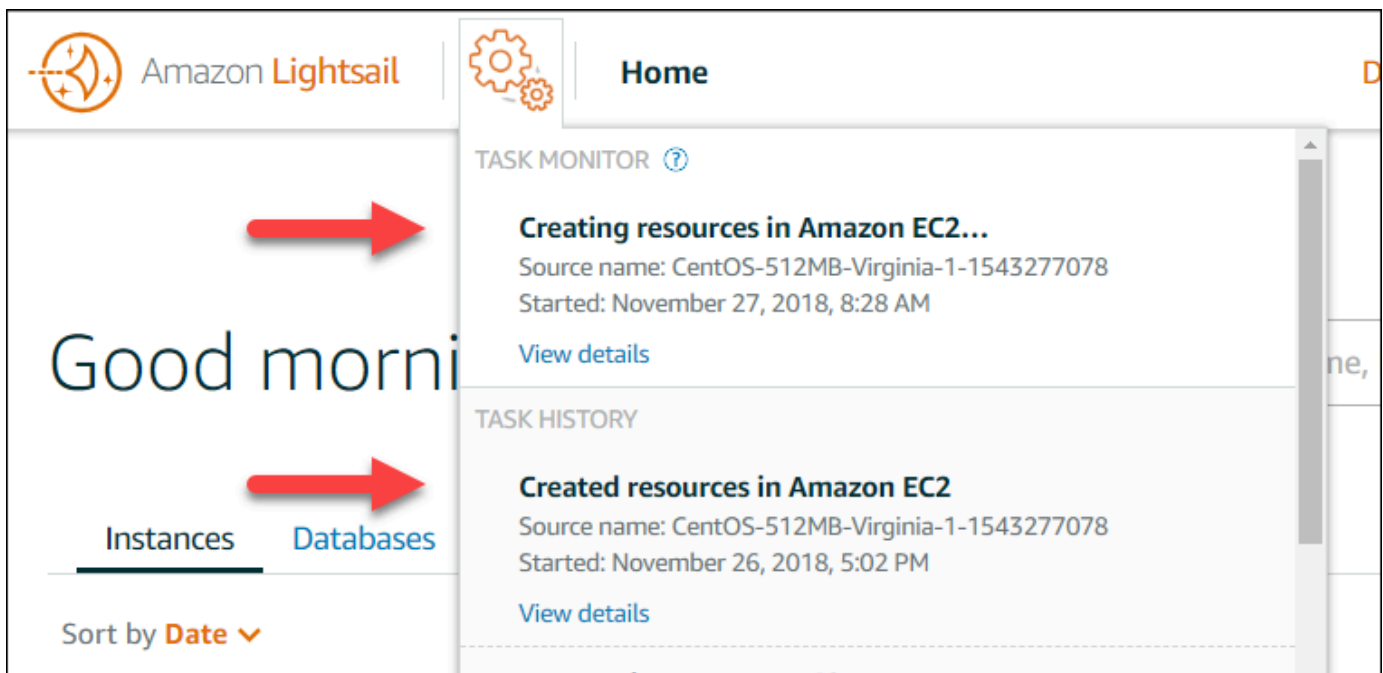 Amazon Lightsail
Home
D
TASK MONITOR ?
Creating resources in Amazon EC2...
Source name: CentOS-512MB-Virginia-1-1543277078
Started: November 27, 2018, 8:28 AM
View details
Good morni
ne,
TASK HISTORY
Created resources in Amazon EC2
Source name: CentOS-512MB-Virginia-1-1543277078
Started: November 26, 2018, 5:02 PM
View details
Instances Databases
Sort by Date